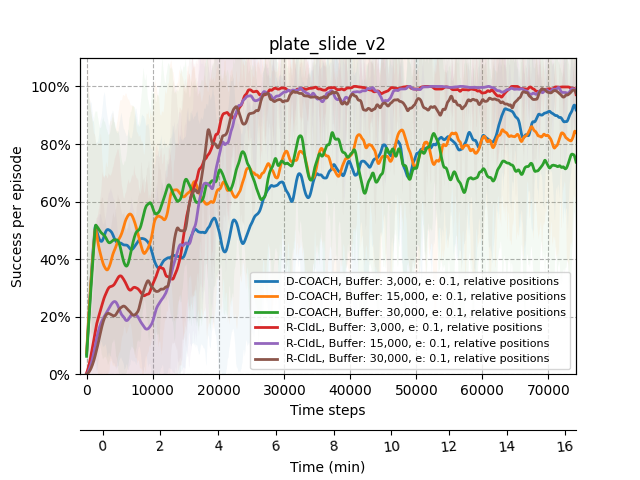 plate_slide_v2
Success per episode
100%
80%
60%
40%
20%
0%
D-COACH, Buffer: 3,000, e: 0.1, relative positions
D-COACH, Buffer: 15,000, e: 0.1, relative positions
D-COACH, Buffer: 30,000, e: 0.1, relative positions
R-CIdL, Buffer: 3,000, e: 0.1, relative positions
R-CIdL, Buffer: 15,000, e: 0.1, relative positions
R-CIdL, Buffer: 30,000, e: 0.1, relative positions
0 10000 20000 30000 40000 50000 60000 70000
Time steps
0 2 4 6 8 10 12 14 16
Time (min)